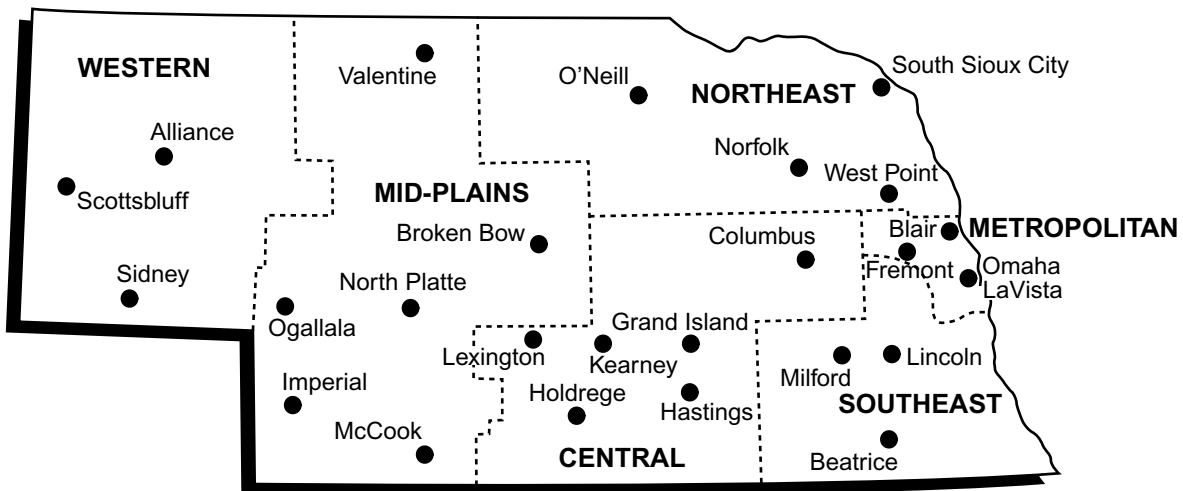 WESTERN
Valentine
O’Neill
South Sioux City
NORTHEAST
Alliance
Norfolk
West Point
Scottsbluff
MID-PLAINS
Broken Bow
Columbus
Blair
METROPOLITAN
Fremont
Omaha
LaVista
Sidney
North Platte
Ogallala
Grand Island
Lexington
Kearney
Lincoln
Milford
Imperial
Holdrege
Hastings
SOUTHEAST
McCook
CENTRAL
Beatrice